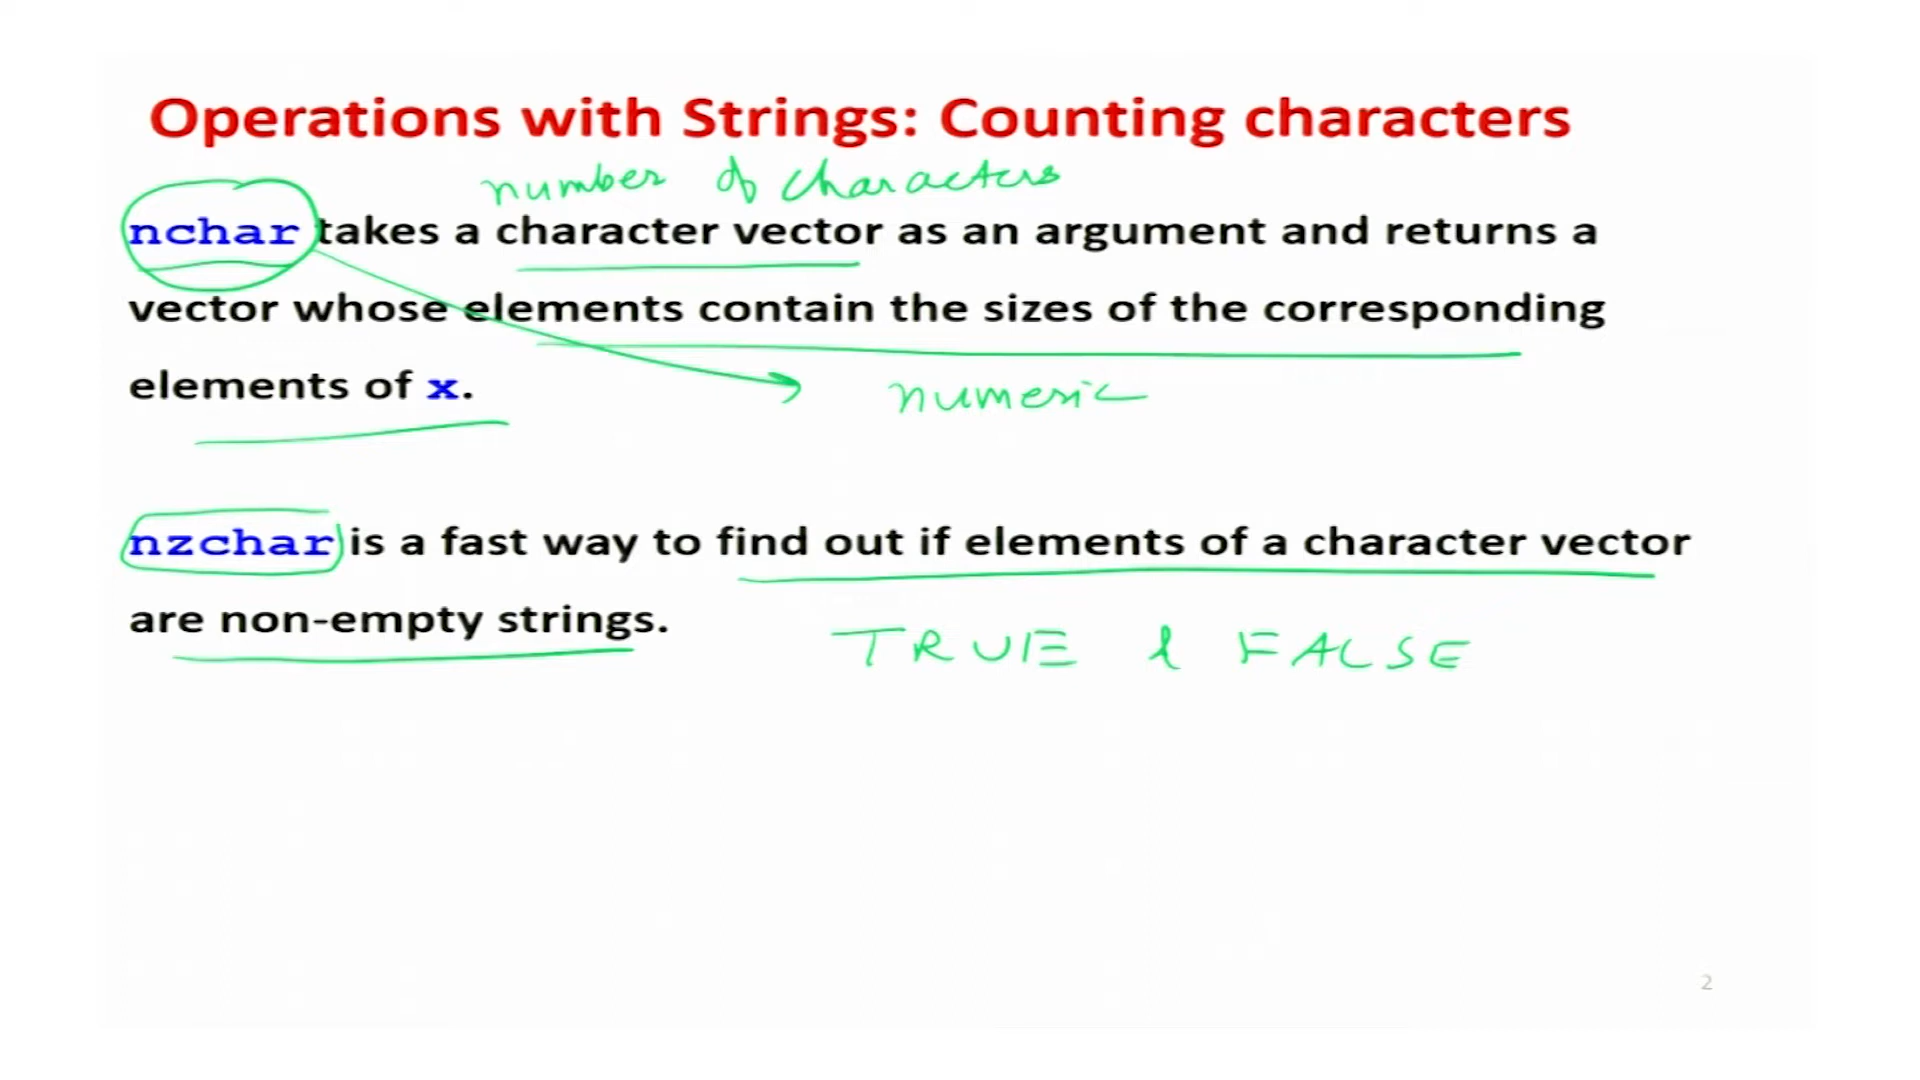 Operations with Strings: Counting characters
number of characters
nchar takes a character vector as an argument and returns a
vector whose elements contain the sizes of the corresponding
elements of x.
numeric
nzchar is a fast way to find out if elements of a character vector
are non-empty strings.
TRUE & FALSE
2